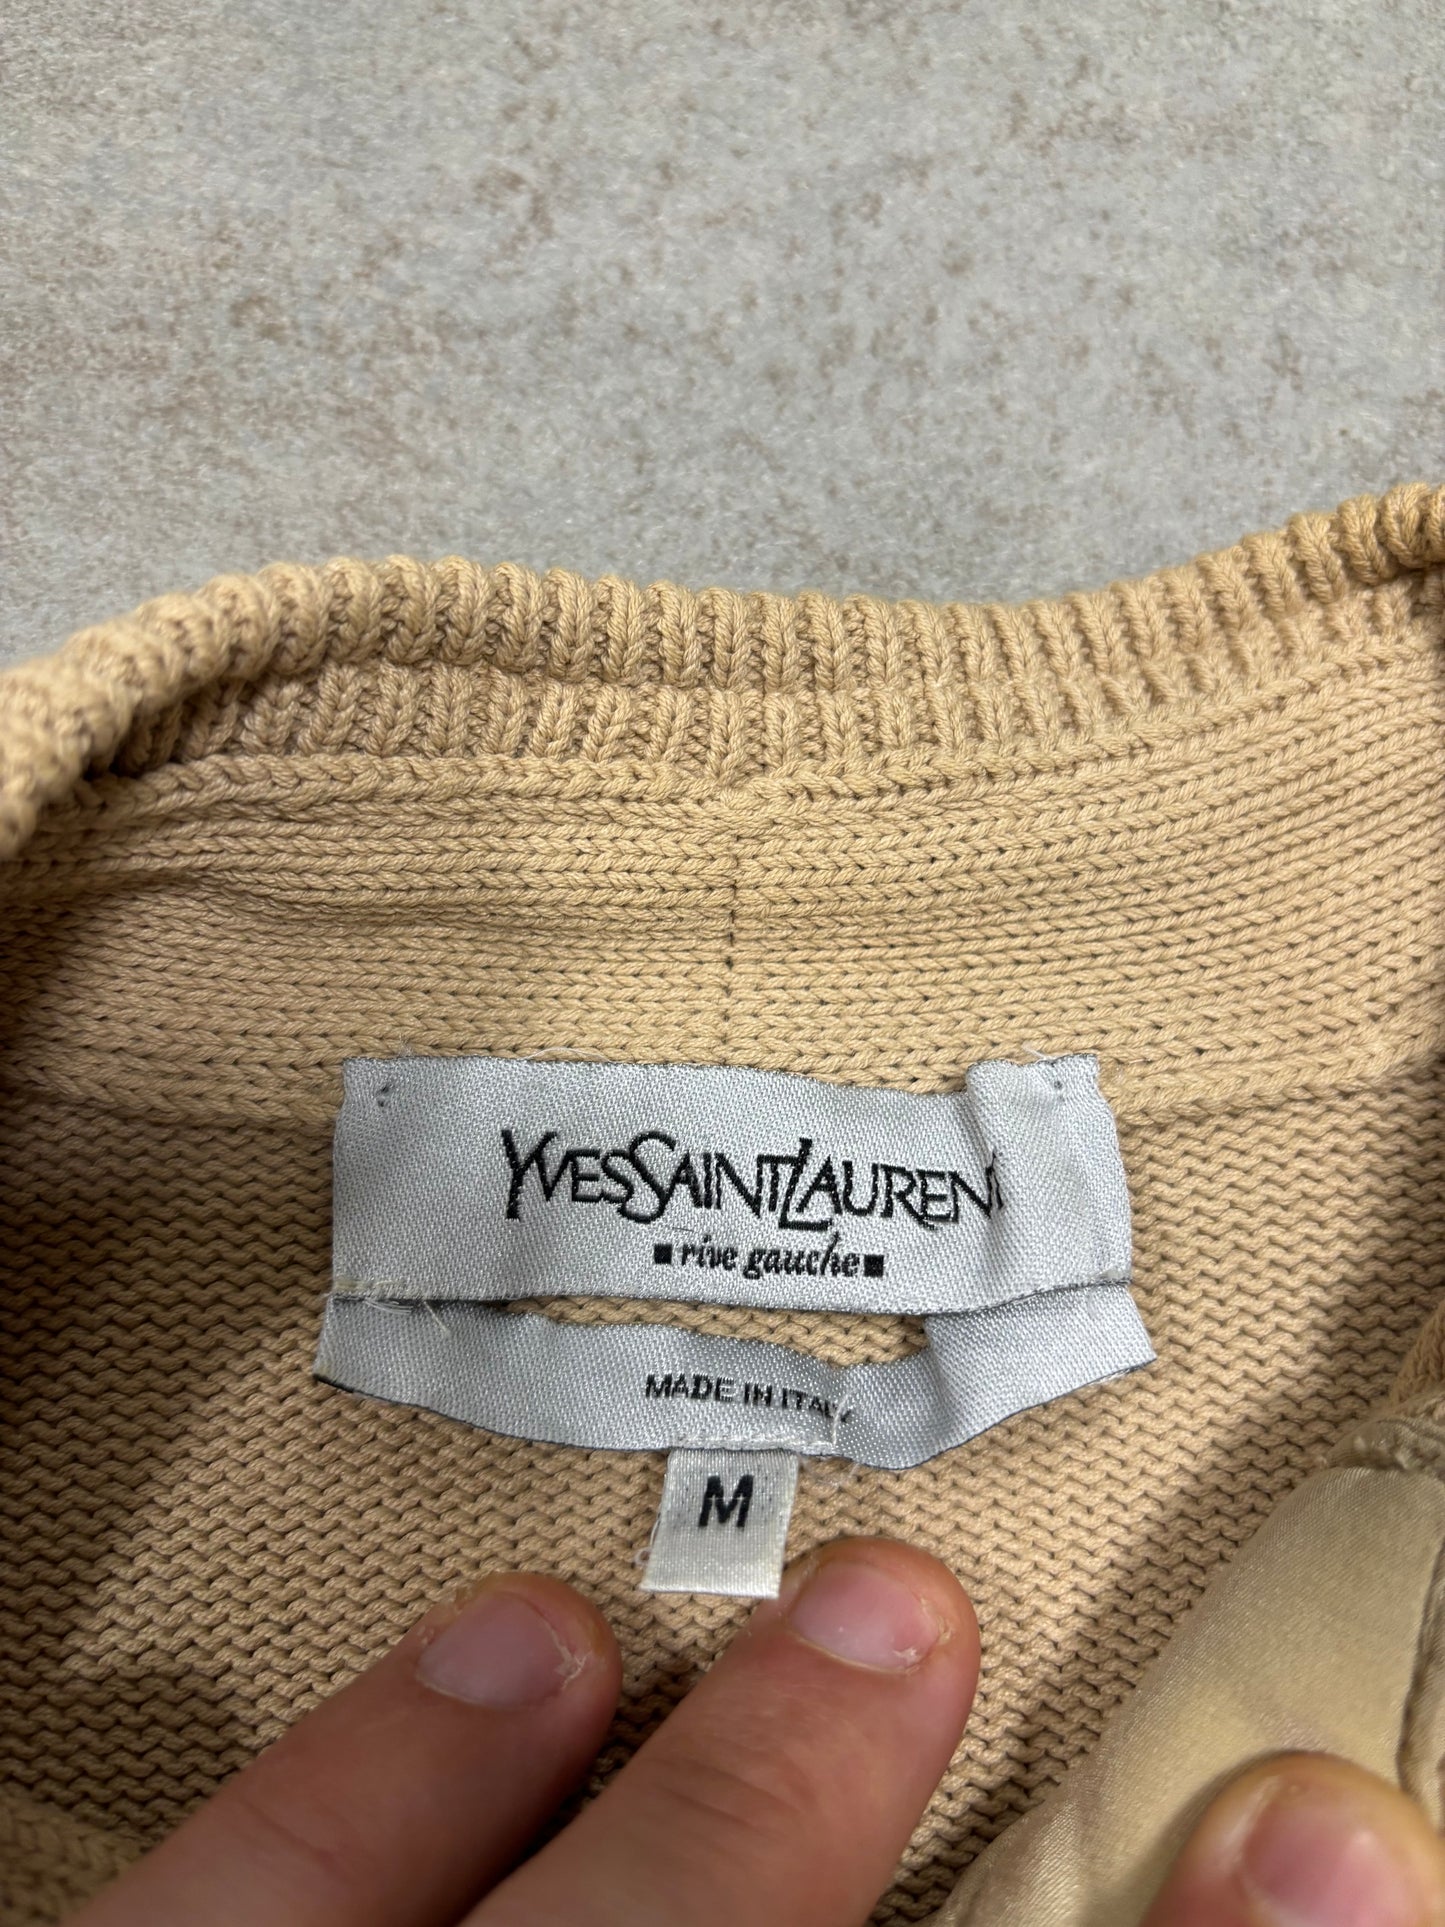 YVESSAINTLAURENT
rive gauche
MADE IN ITALY
M